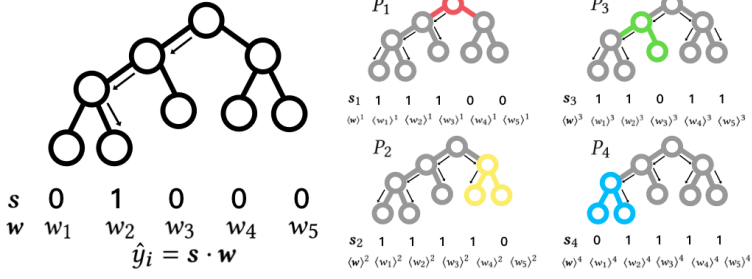 s 0 1 0 0 0
w w₁ w₂ w₃ w₄ w₅
ŷᵢ = s · w
P₁
s₁ 1 1 1 0 0
⟨w⟩¹ ⟨w₁⟩¹ ⟨w₂⟩¹ ⟨w₃⟩¹ ⟨w₄⟩¹ ⟨w₅⟩¹
P₂
s₂ 1 1 1 1 0
⟨w⟩² ⟨w₁⟩² ⟨w₂⟩² ⟨w₃⟩² ⟨w₄⟩² ⟨w₅⟩²
P₃
s₃ 1 1 0 1 1
⟨w⟩³ ⟨w₁⟩³ ⟨w₂⟩³ ⟨w₃⟩³ ⟨w₄⟩³ ⟨w₅⟩³
P₄
s₄ 0 1 1 1 1
⟨w⟩⁴ ⟨w₁⟩⁴ ⟨w₂⟩⁴ ⟨w₃⟩⁴ ⟨w₄⟩⁴ ⟨w₅⟩⁴